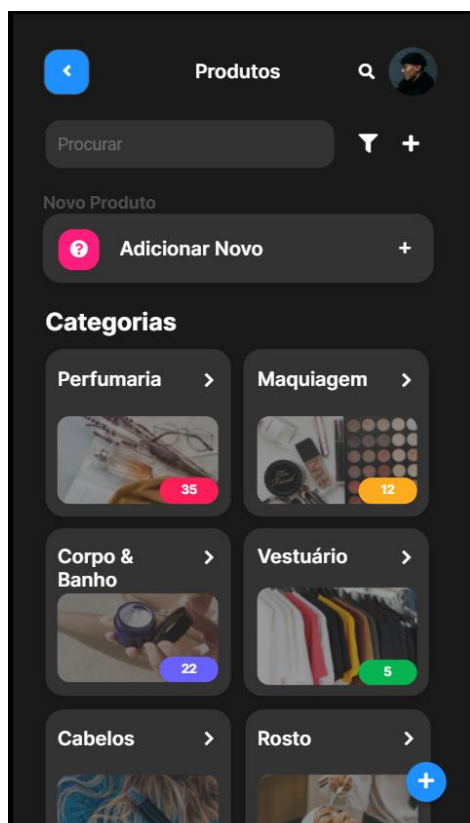 Produtos
Procurar
Novo Produto
Adicionar Novo
Categorias
Perfumaria
Maquiagem
35
12
Corpo &
Banho
Vestuário
22
5
Cabelos
Rosto